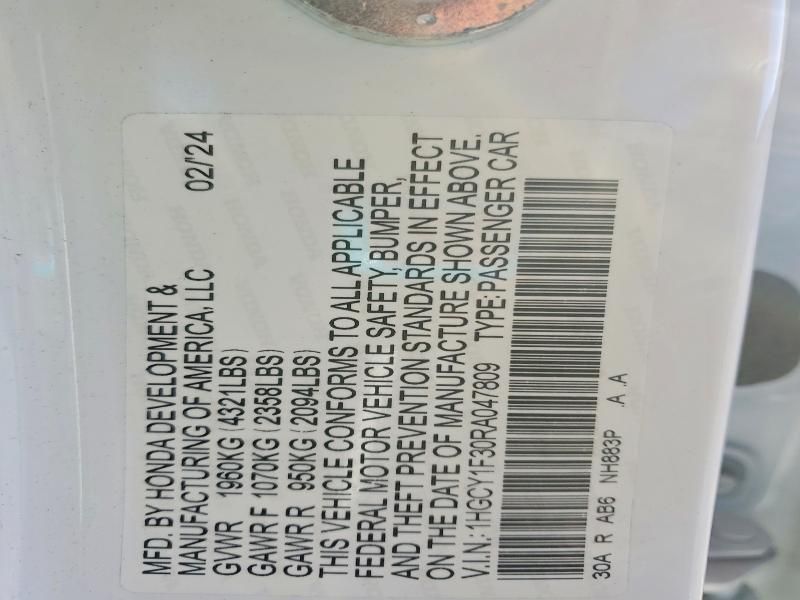 MFD. BY HONDA DEVELOPMENT &
MANUFACTURING OF AMERICA, LLC 02/'24
GVWR 1960KG (4321LBS)
GAWR F 1070KG (2358LBS)
GAWR R 950KG (2094LBS)
THIS VEHICLE CONFORMS TO ALL APPLICABLE
FEDERAL MOTOR VEHICLE SAFETY, BUMPER,
AND THEFT PREVENTION STANDARDS IN EFFECT
ON THE DATE OF MANUFACTURE SHOWN ABOVE.
V.I.N.: 1HGCY1F30RA047809 TYPE:PASSENGER CAR
30A R AB6 NH883P .A .A